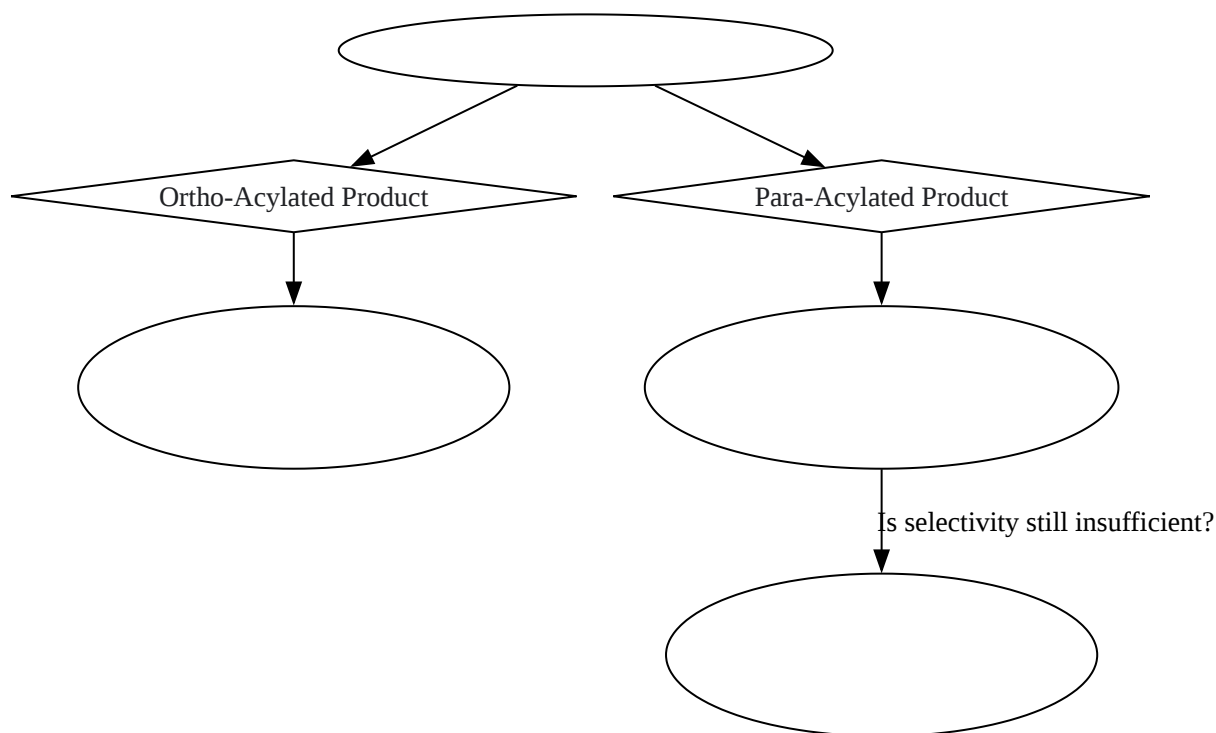 Ortho-Acylated Product
Para-Acylated Product
Is selectivity still insufficient?